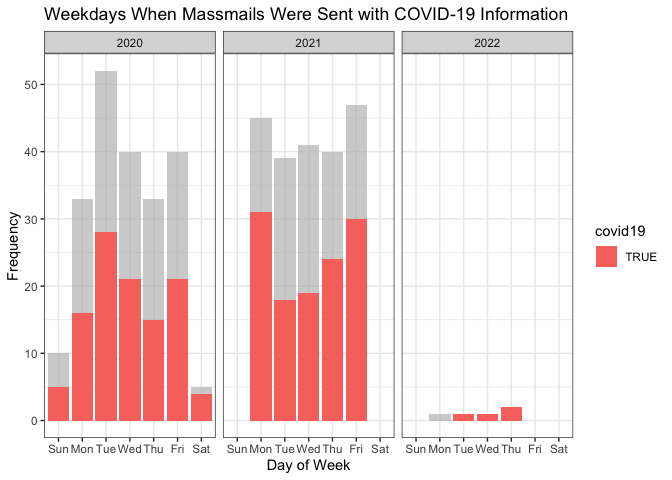 Weekdays When Massmails Were Sent with COVID-19 Information
2020 2021 2022
50
40
30
20
10
0
Frequency
Sun Mon Tue Wed Thu Fri Sat Sun Mon Tue Wed Thu Fri Sat Sun Mon Tue Wed Thu Fri Sat
Day of Week
covid19
TRUE